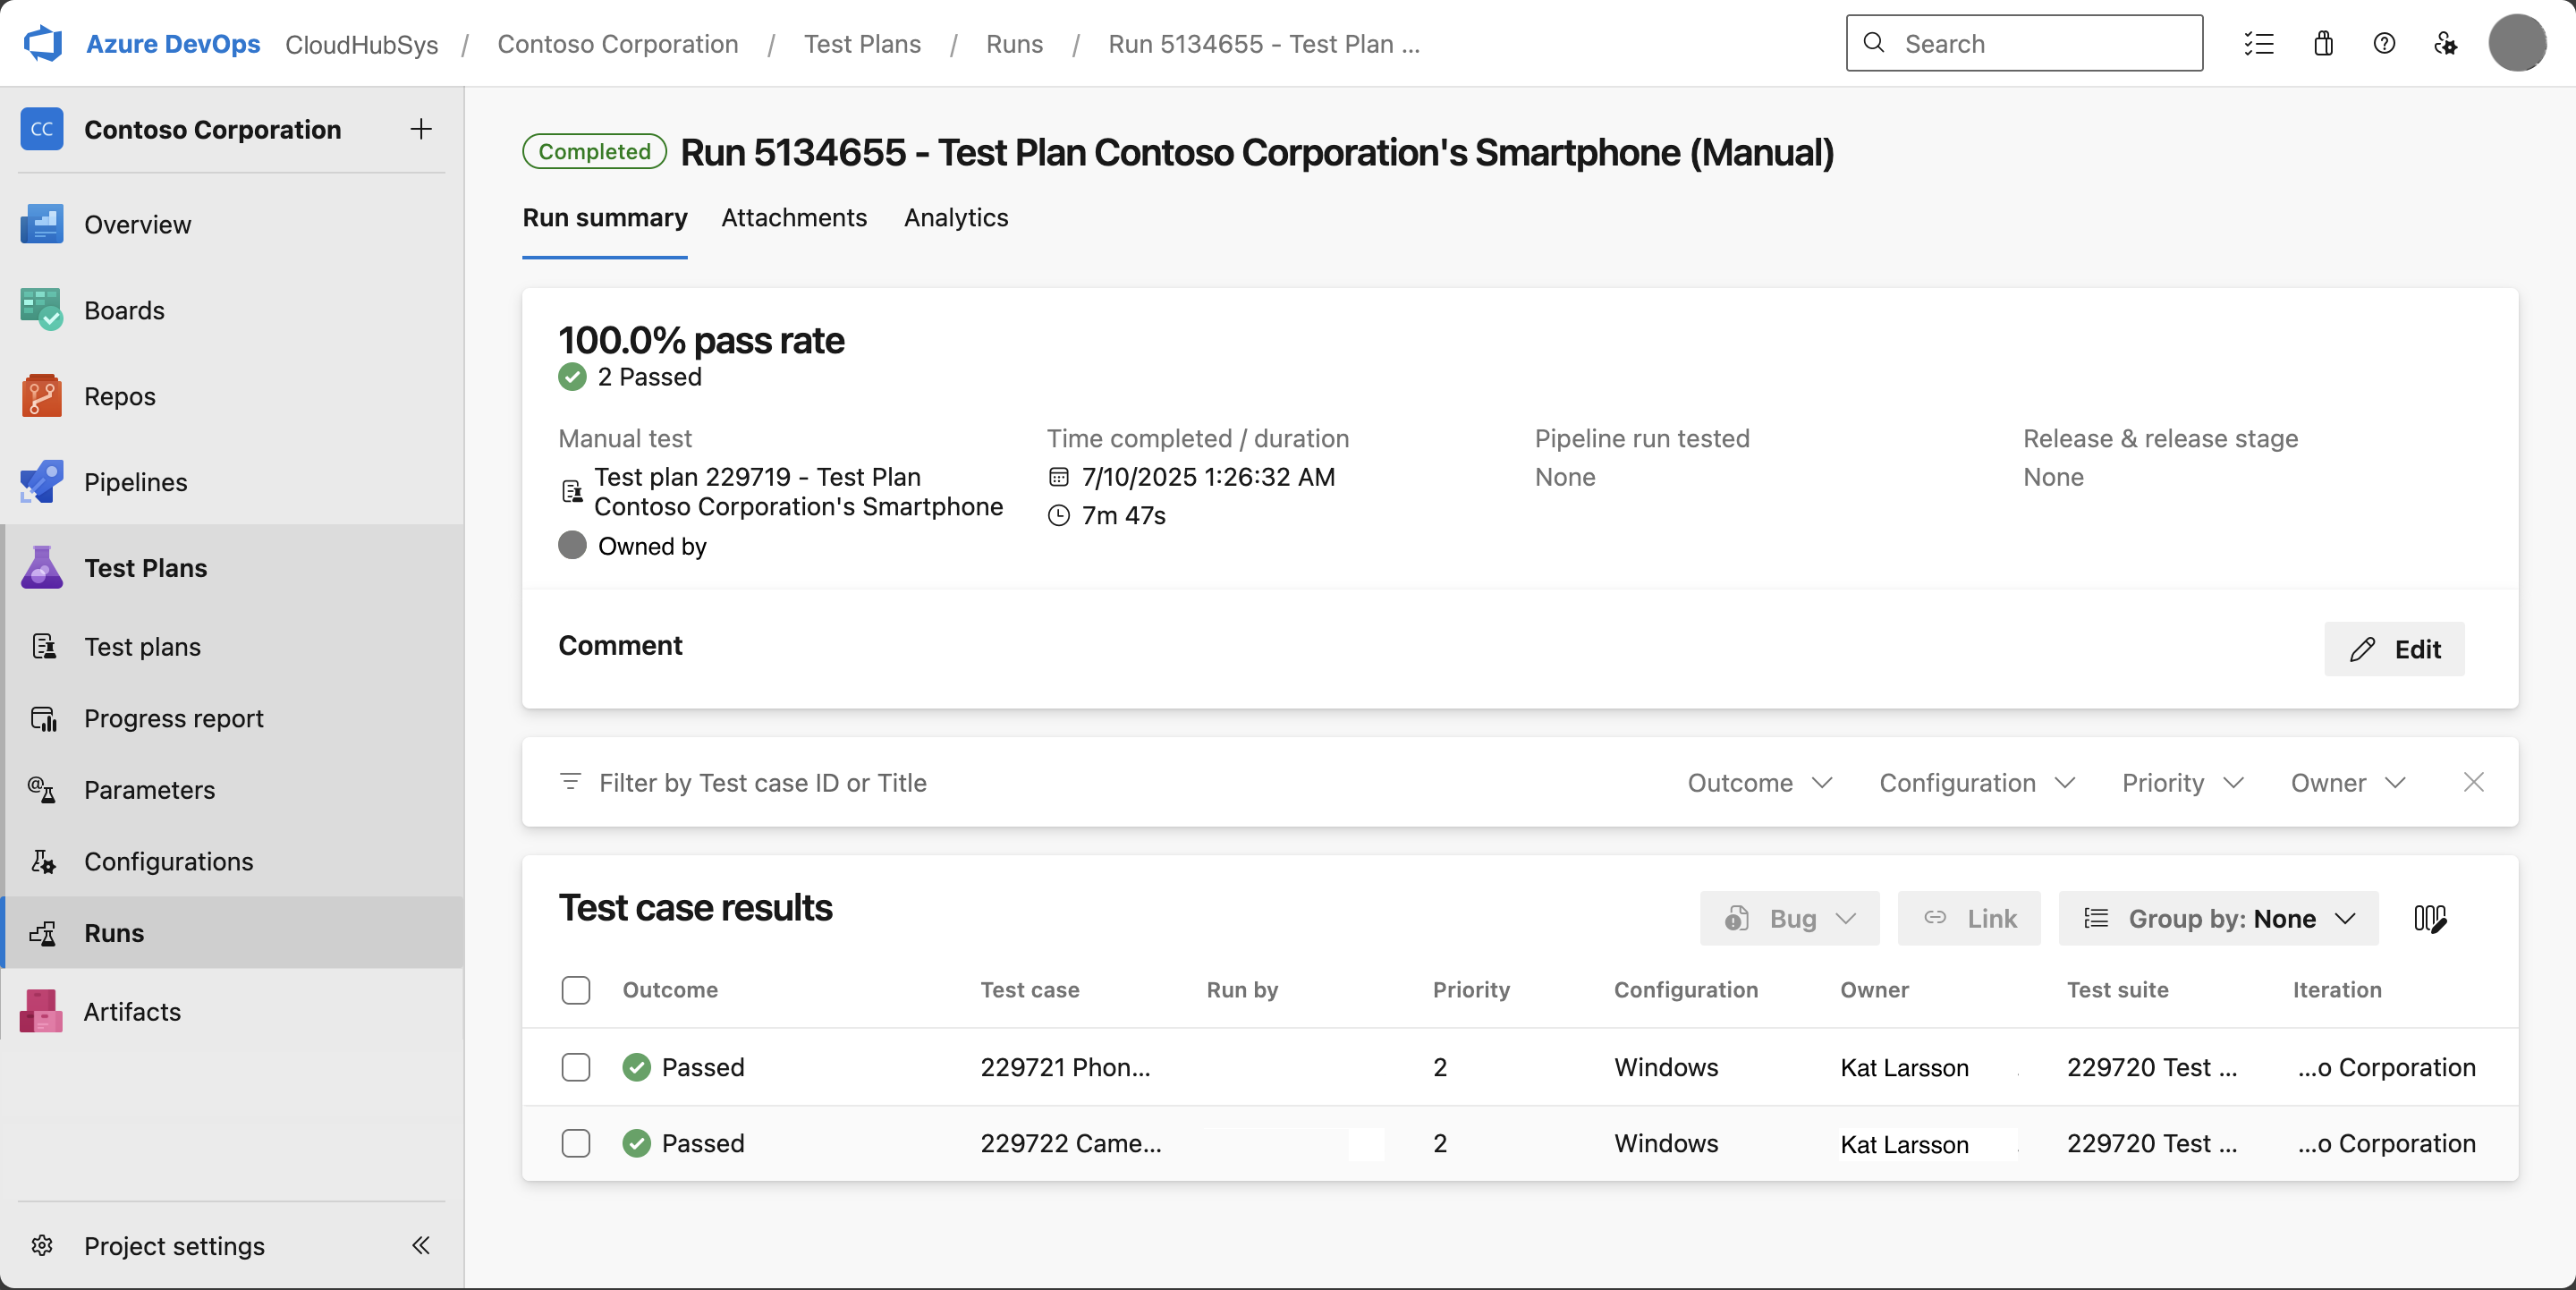 Azure DevOps CloudHubSys / Contoso Corporation / Test Plans / Runs / Run 5134655 - Test Plan ...
Search
CC Contoso Corporation
Overview
Boards
Repos
Pipelines
Test Plans
Test plans
Progress report
Parameters
Configurations
Runs
Artifacts
Project settings
Completed Run 5134655 - Test Plan Contoso Corporation's Smartphone (Manual)
Run summary Attachments Analytics
100.0% pass rate
2 Passed
Manual test
Test plan 229719 - Test Plan
Contoso Corporation's Smartphone
Owned by
Time completed / duration
7/10/2025 1:26:32 AM
7m 47s
Pipeline run tested
None
Release & release stage
None
Comment
Edit
Filter by Test case ID or Title Outcome Configuration Priority Owner
Test case results Bug Link Group by: None
Outcome Test case Run by Priority Configuration Owner Test suite Iteration
Passed 229721 Phon... 2 Windows Kat Larsson 229720 Test ... ...o Corporation
Passed 229722 Came... 2 Windows Kat Larsson 229720 Test ... ...o Corporation